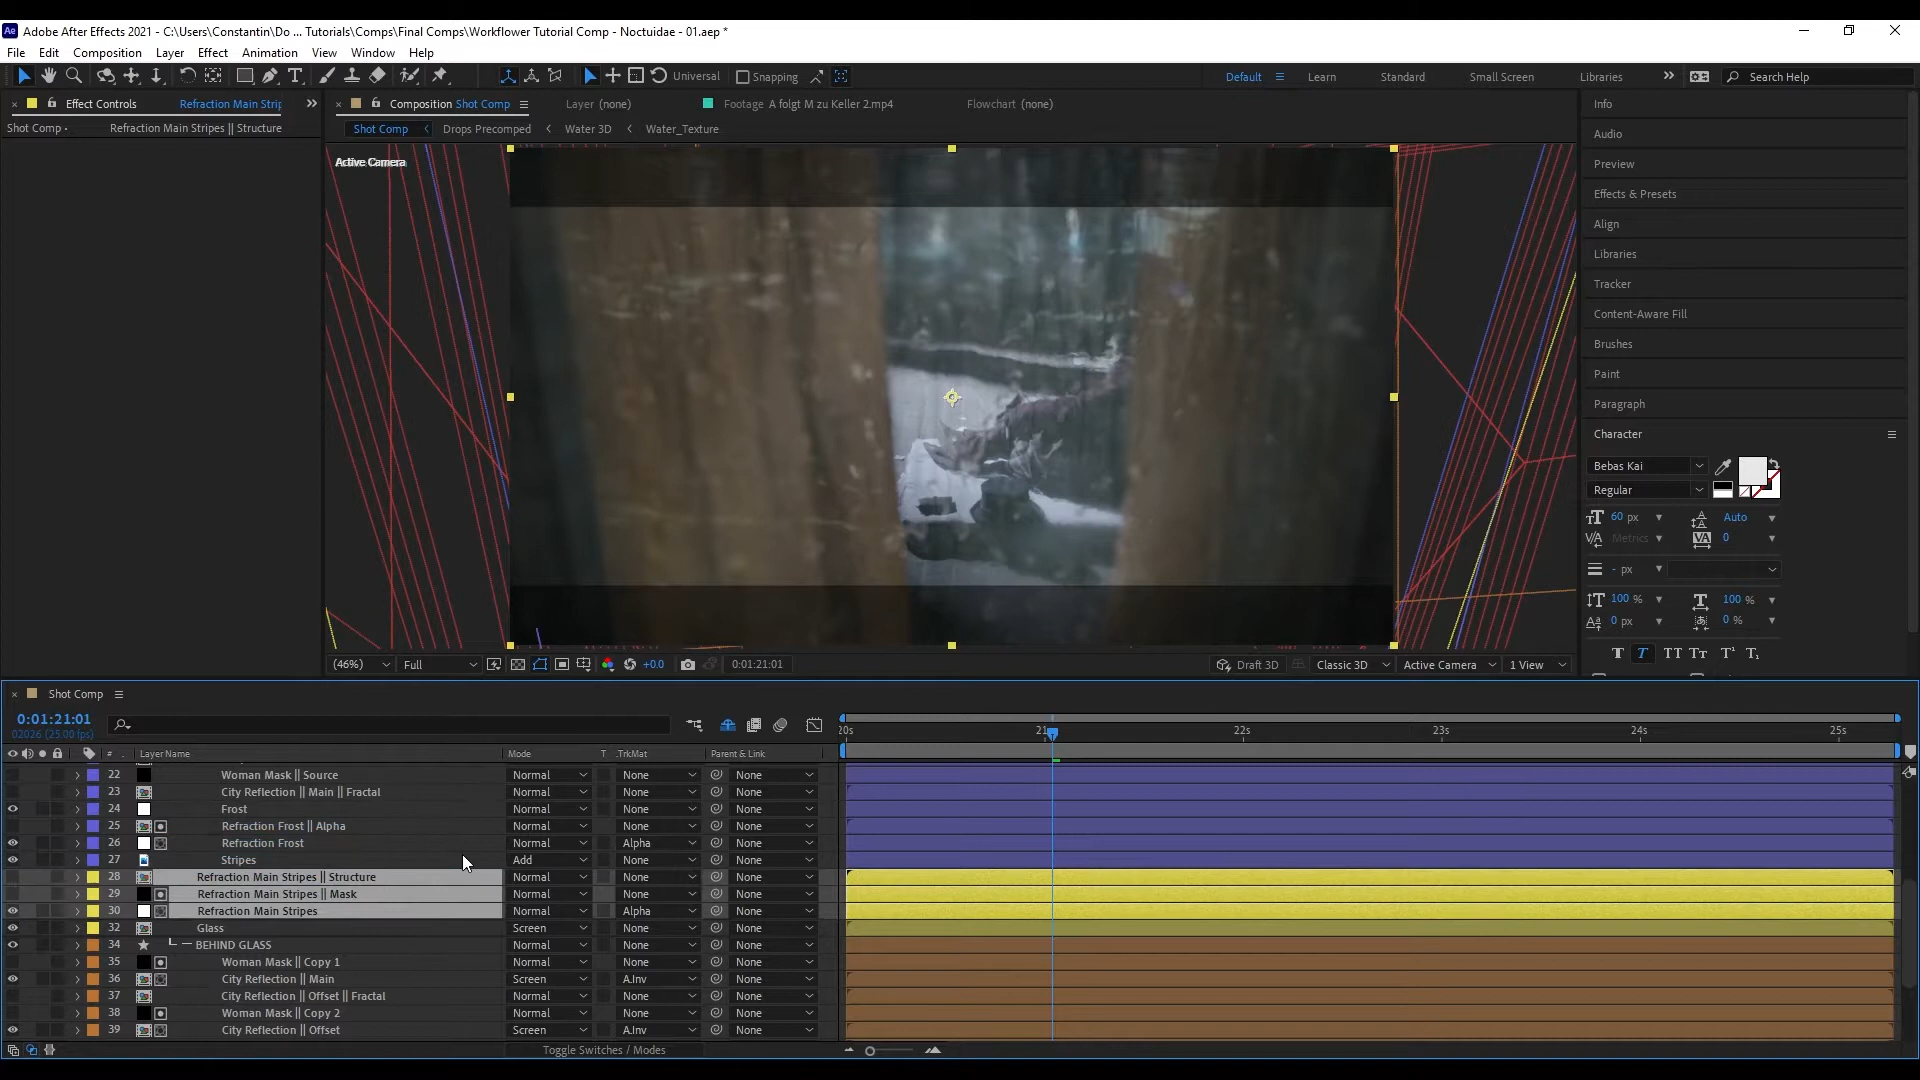 Adobe After Effects 2021 - C:\Users\Constantin\Do ... Tutorials\Comps\Final Comps\Workflower Tutorial Comp - Noctuidae - 01.aep *
File Edit Composition Layer Effect Animation View Window Help
Universal Snapping Default Learn Standard Small Screen Libraries Search Help
Effect Controls Refraction Main Strip
Composition Shot Comp Layer (none) Footage A folgt M zu Keller 2.mp4 Flowchart (none)
Shot Comp • Refraction Main Stripes || Structure
Shot Comp Drops Precomped Water 3D Water_Texture
Active Camera
Info
Audio
Preview
Effects & Presets
Align
Libraries
Tracker
Content-Aware Fill
Brushes
Paint
Paragraph
Character
Bebas Kai
Regular
60 px Auto
Metrics 0
- px
100 % 100 %
0 px 0 %
(46%) Full +0.0 0:01:21:01 Draft 3D Classic 3D Active Camera 1 View
Shot Comp
0:01:21:01
02026 (25.00 fps)
# Layer Name Mode T .TrkMat Parent & Link
20s 21 22s 23s 24s 25s
22 Woman Mask || Source Normal None None
23 City Reflection || Main || Fractal Normal None None
24 Frost Normal None None
25 Refraction Frost || Alpha Normal None None
26 Refraction Frost Normal Alpha None
27 Stripes Add None None
28 Refraction Main Stripes || Structure Normal None None
29 Refraction Main Stripes || Mask Normal None None
30 Refraction Main Stripes Normal Alpha None
32 Glass Screen None None
34 BEHIND GLASS Normal None None
35 Woman Mask || Copy 1 Normal None None
36 City Reflection || Main Screen A.Inv None
37 City Reflection || Offset || Fractal Normal None None
38 Woman Mask || Copy 2 Normal None None
39 City Reflection || Offset Screen A.Inv None
Toggle Switches / Modes